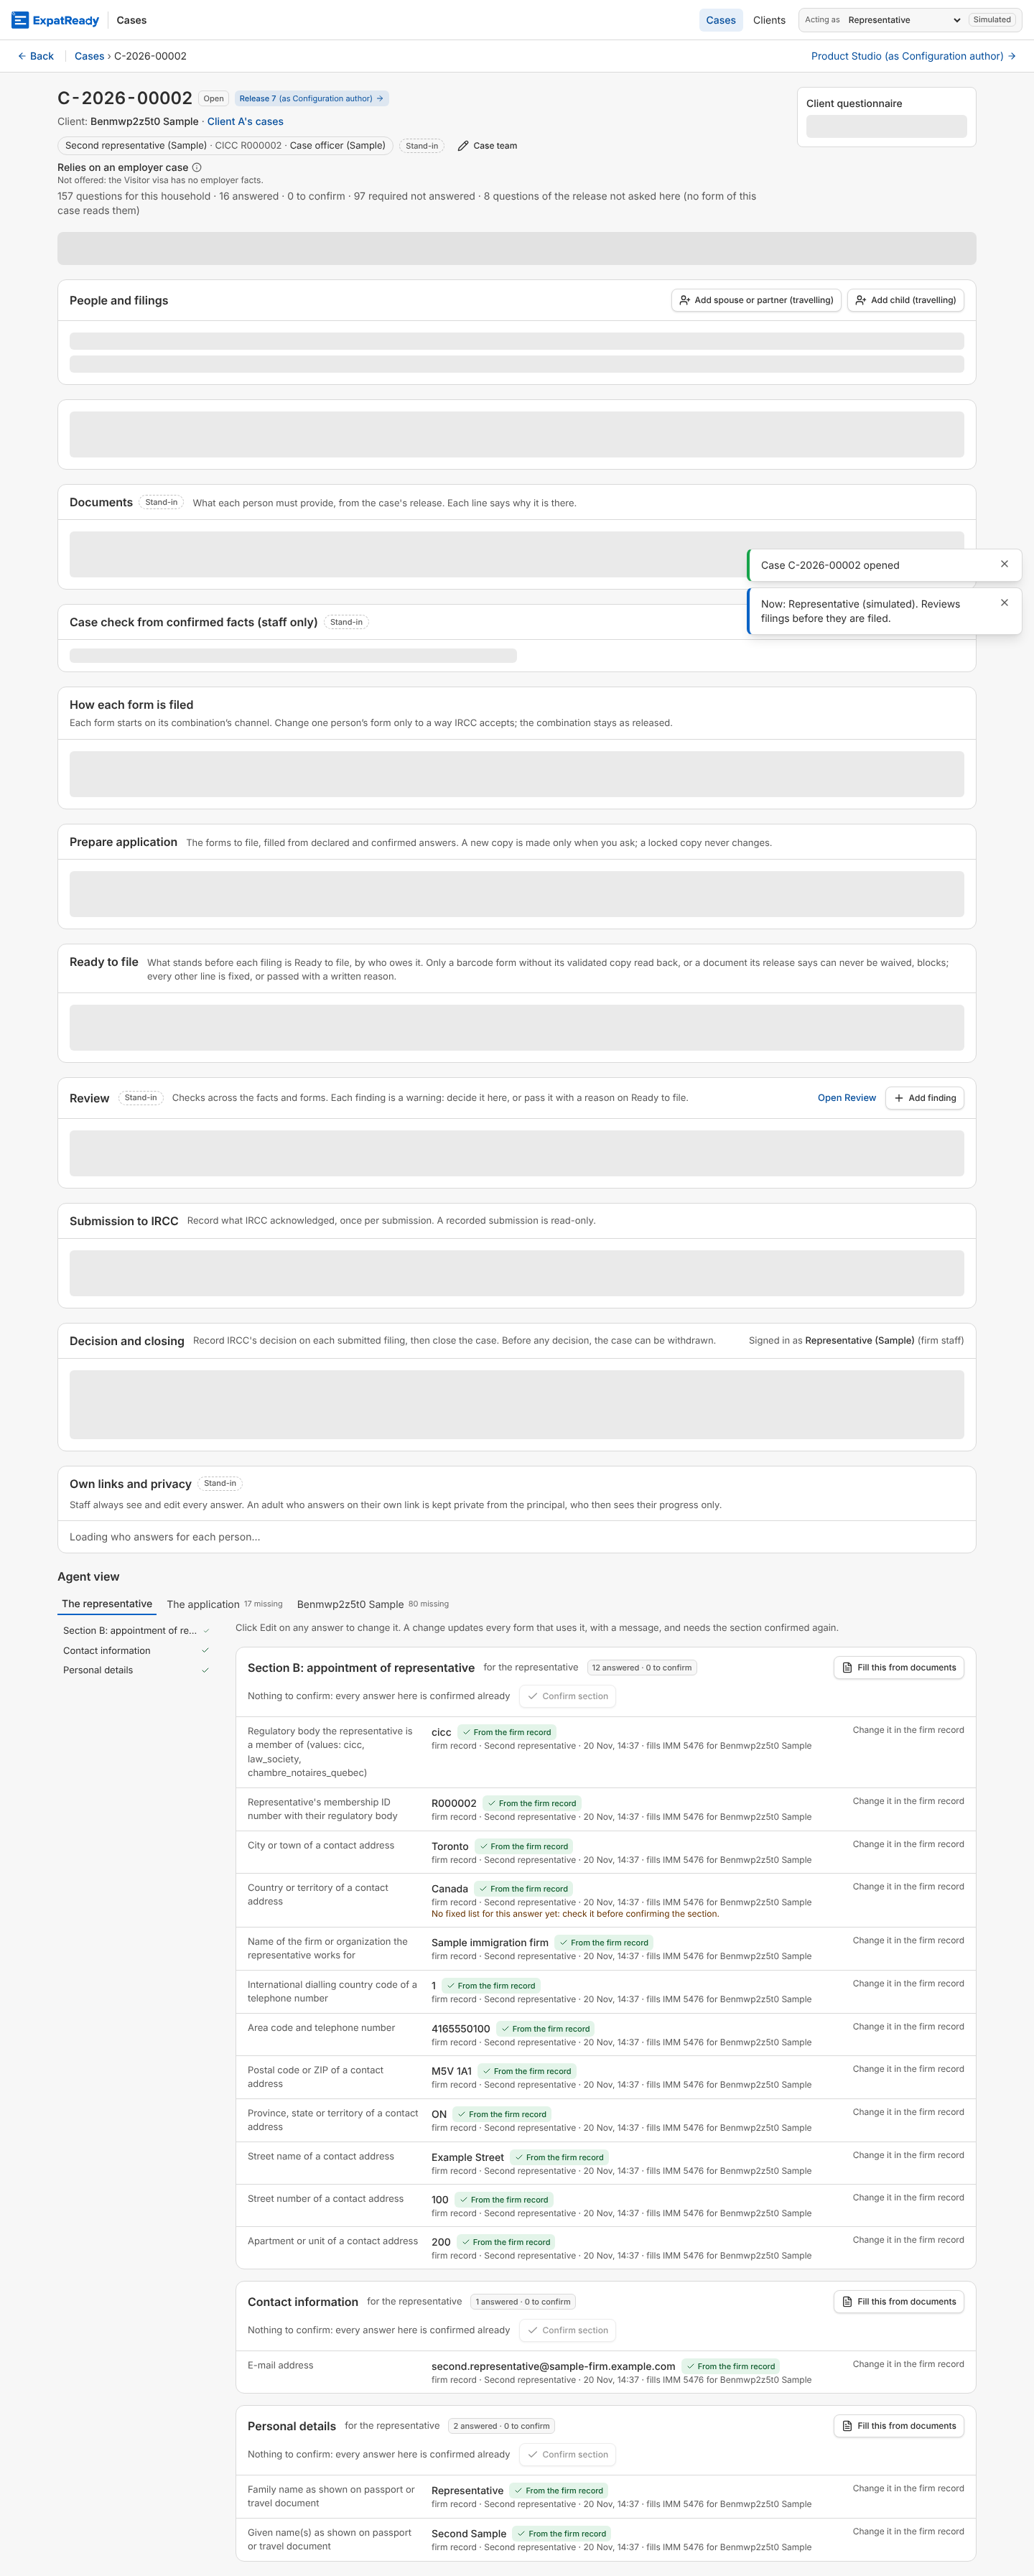 ExpatReady
Cases
Cases
Clients
Acting as Representative Simulated
Back
Cases › C-2026-00002
Product Studio (as Configuration author)
C-2026-00002 Open Release 7 (as Configuration author)
Client: Benmwp2z5t0 Sample · Client A's cases
Second representative (Sample) · CICC R000002 · Case officer (Sample) Stand-in Case team
Relies on an employer case
Not offered: the Visitor visa has no employer facts.
157 questions for this household · 16 answered · 0 to confirm · 97 required not answered · 8 questions of the release not asked here (no form of this
case reads them)
Client questionnaire
People and filings
Add spouse or partner (travelling)
Add child (travelling)
Documents Stand-in What each person must provide, from the case's release. Each line says why it is there.
Case C-2026-00002 opened
Now: Representative (simulated). Reviews
filings before they are filed.
Case check from confirmed facts (staff only) Stand-in
How each form is filed
Each form starts on its combination's channel. Change one person's form only to a way IRCC accepts; the combination stays as released.
Prepare application The forms to file, filled from declared and confirmed answers. A new copy is made only when you ask; a locked copy never changes.
Ready to file What stands before each filing is Ready to file, by who owes it. Only a barcode form without its validated copy read back, or a document its release says can never be waived, blocks;
every other line is fixed, or passed with a written reason.
Review Stand-in Checks across the facts and forms. Each finding is a warning: decide it here, or pass it with a reason on Ready to file. Open Review Add finding
Submission to IRCC Record what IRCC acknowledged, once per submission. A recorded submission is read-only.
Decision and closing Record IRCC's decision on each submitted filing, then close the case. Before any decision, the case can be withdrawn. Signed in as Representative (Sample) (firm staff)
Own links and privacy Stand-in
Staff always see and edit every answer. An adult who answers on their own link is kept private from the principal, who then sees their progress only.
Loading who answers for each person...
Agent view
The representative The application 17 missing Benmwp2z5t0 Sample 80 missing
Section B: appointment of re...
Contact information
Personal details
Click Edit on any answer to change it. A change updates every form that uses it, with a message, and needs the section confirmed again.
Section B: appointment of representative for the representative 12 answered · 0 to confirm Fill this from documents
Nothing to confirm: every answer here is confirmed already Confirm section
Regulatory body the representative is
a member of (values: cicc,
law_society,
chambre_notaires_quebec)
cicc From the firm record
firm record · Second representative · 20 Nov, 14:37 · fills IMM 5476 for Benmwp2z5t0 Sample
Change it in the firm record
Representative's membership ID
number with their regulatory body
R000002 From the firm record
firm record · Second representative · 20 Nov, 14:37 · fills IMM 5476 for Benmwp2z5t0 Sample
Change it in the firm record
City or town of a contact address
Toronto From the firm record
firm record · Second representative · 20 Nov, 14:37 · fills IMM 5476 for Benmwp2z5t0 Sample
Change it in the firm record
Country or territory of a contact
address
Canada From the firm record
firm record · Second representative · 20 Nov, 14:37 · fills IMM 5476 for Benmwp2z5t0 Sample
No fixed list for this answer yet: check it before confirming the section.
Change it in the firm record
Name of the firm or organization the
representative works for
Sample immigration firm From the firm record
firm record · Second representative · 20 Nov, 14:37 · fills IMM 5476 for Benmwp2z5t0 Sample
Change it in the firm record
International dialling country code of a
telephone number
1 From the firm record
firm record · Second representative · 20 Nov, 14:37 · fills IMM 5476 for Benmwp2z5t0 Sample
Change it in the firm record
Area code and telephone number
4165550100 From the firm record
firm record · Second representative · 20 Nov, 14:37 · fills IMM 5476 for Benmwp2z5t0 Sample
Change it in the firm record
Postal code or ZIP of a contact
address
M5V 1A1 From the firm record
firm record · Second representative · 20 Nov, 14:37 · fills IMM 5476 for Benmwp2z5t0 Sample
Change it in the firm record
Province, state or territory of a contact
address
ON From the firm record
firm record · Second representative · 20 Nov, 14:37 · fills IMM 5476 for Benmwp2z5t0 Sample
Change it in the firm record
Street name of a contact address
Example Street From the firm record
firm record · Second representative · 20 Nov, 14:37 · fills IMM 5476 for Benmwp2z5t0 Sample
Change it in the firm record
Street number of a contact address
100 From the firm record
firm record · Second representative · 20 Nov, 14:37 · fills IMM 5476 for Benmwp2z5t0 Sample
Change it in the firm record
Apartment or unit of a contact address
200 From the firm record
firm record · Second representative · 20 Nov, 14:37 · fills IMM 5476 for Benmwp2z5t0 Sample
Change it in the firm record
Contact information for the representative 1 answered · 0 to confirm Fill this from documents
Nothing to confirm: every answer here is confirmed already Confirm section
E-mail address
second.representative@sample-firm.example.com From the firm record
firm record · Second representative · 20 Nov, 14:37 · fills IMM 5476 for Benmwp2z5t0 Sample
Change it in the firm record
Personal details for the representative 2 answered · 0 to confirm Fill this from documents
Nothing to confirm: every answer here is confirmed already Confirm section
Family name as shown on passport or
travel document
Representative From the firm record
firm record · Second representative · 20 Nov, 14:37 · fills IMM 5476 for Benmwp2z5t0 Sample
Change it in the firm record
Given name(s) as shown on passport
or travel document
Second Sample From the firm record
firm record · Second representative · 20 Nov, 14:37 · fills IMM 5476 for Benmwp2z5t0 Sample
Change it in the firm record